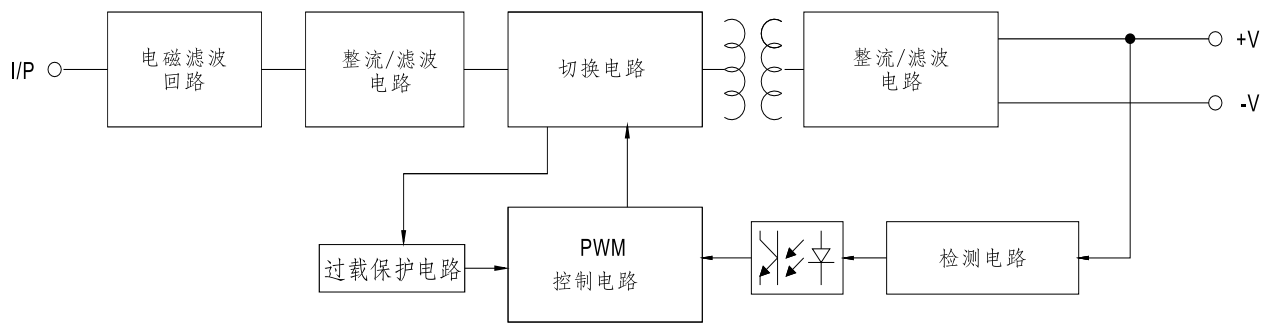 I/P
电磁滤波
回路
整流/滤波
电路
切换电路
整流/滤波
电路
+V
-V
过载保护电路
PWM
控制电路
检测电路